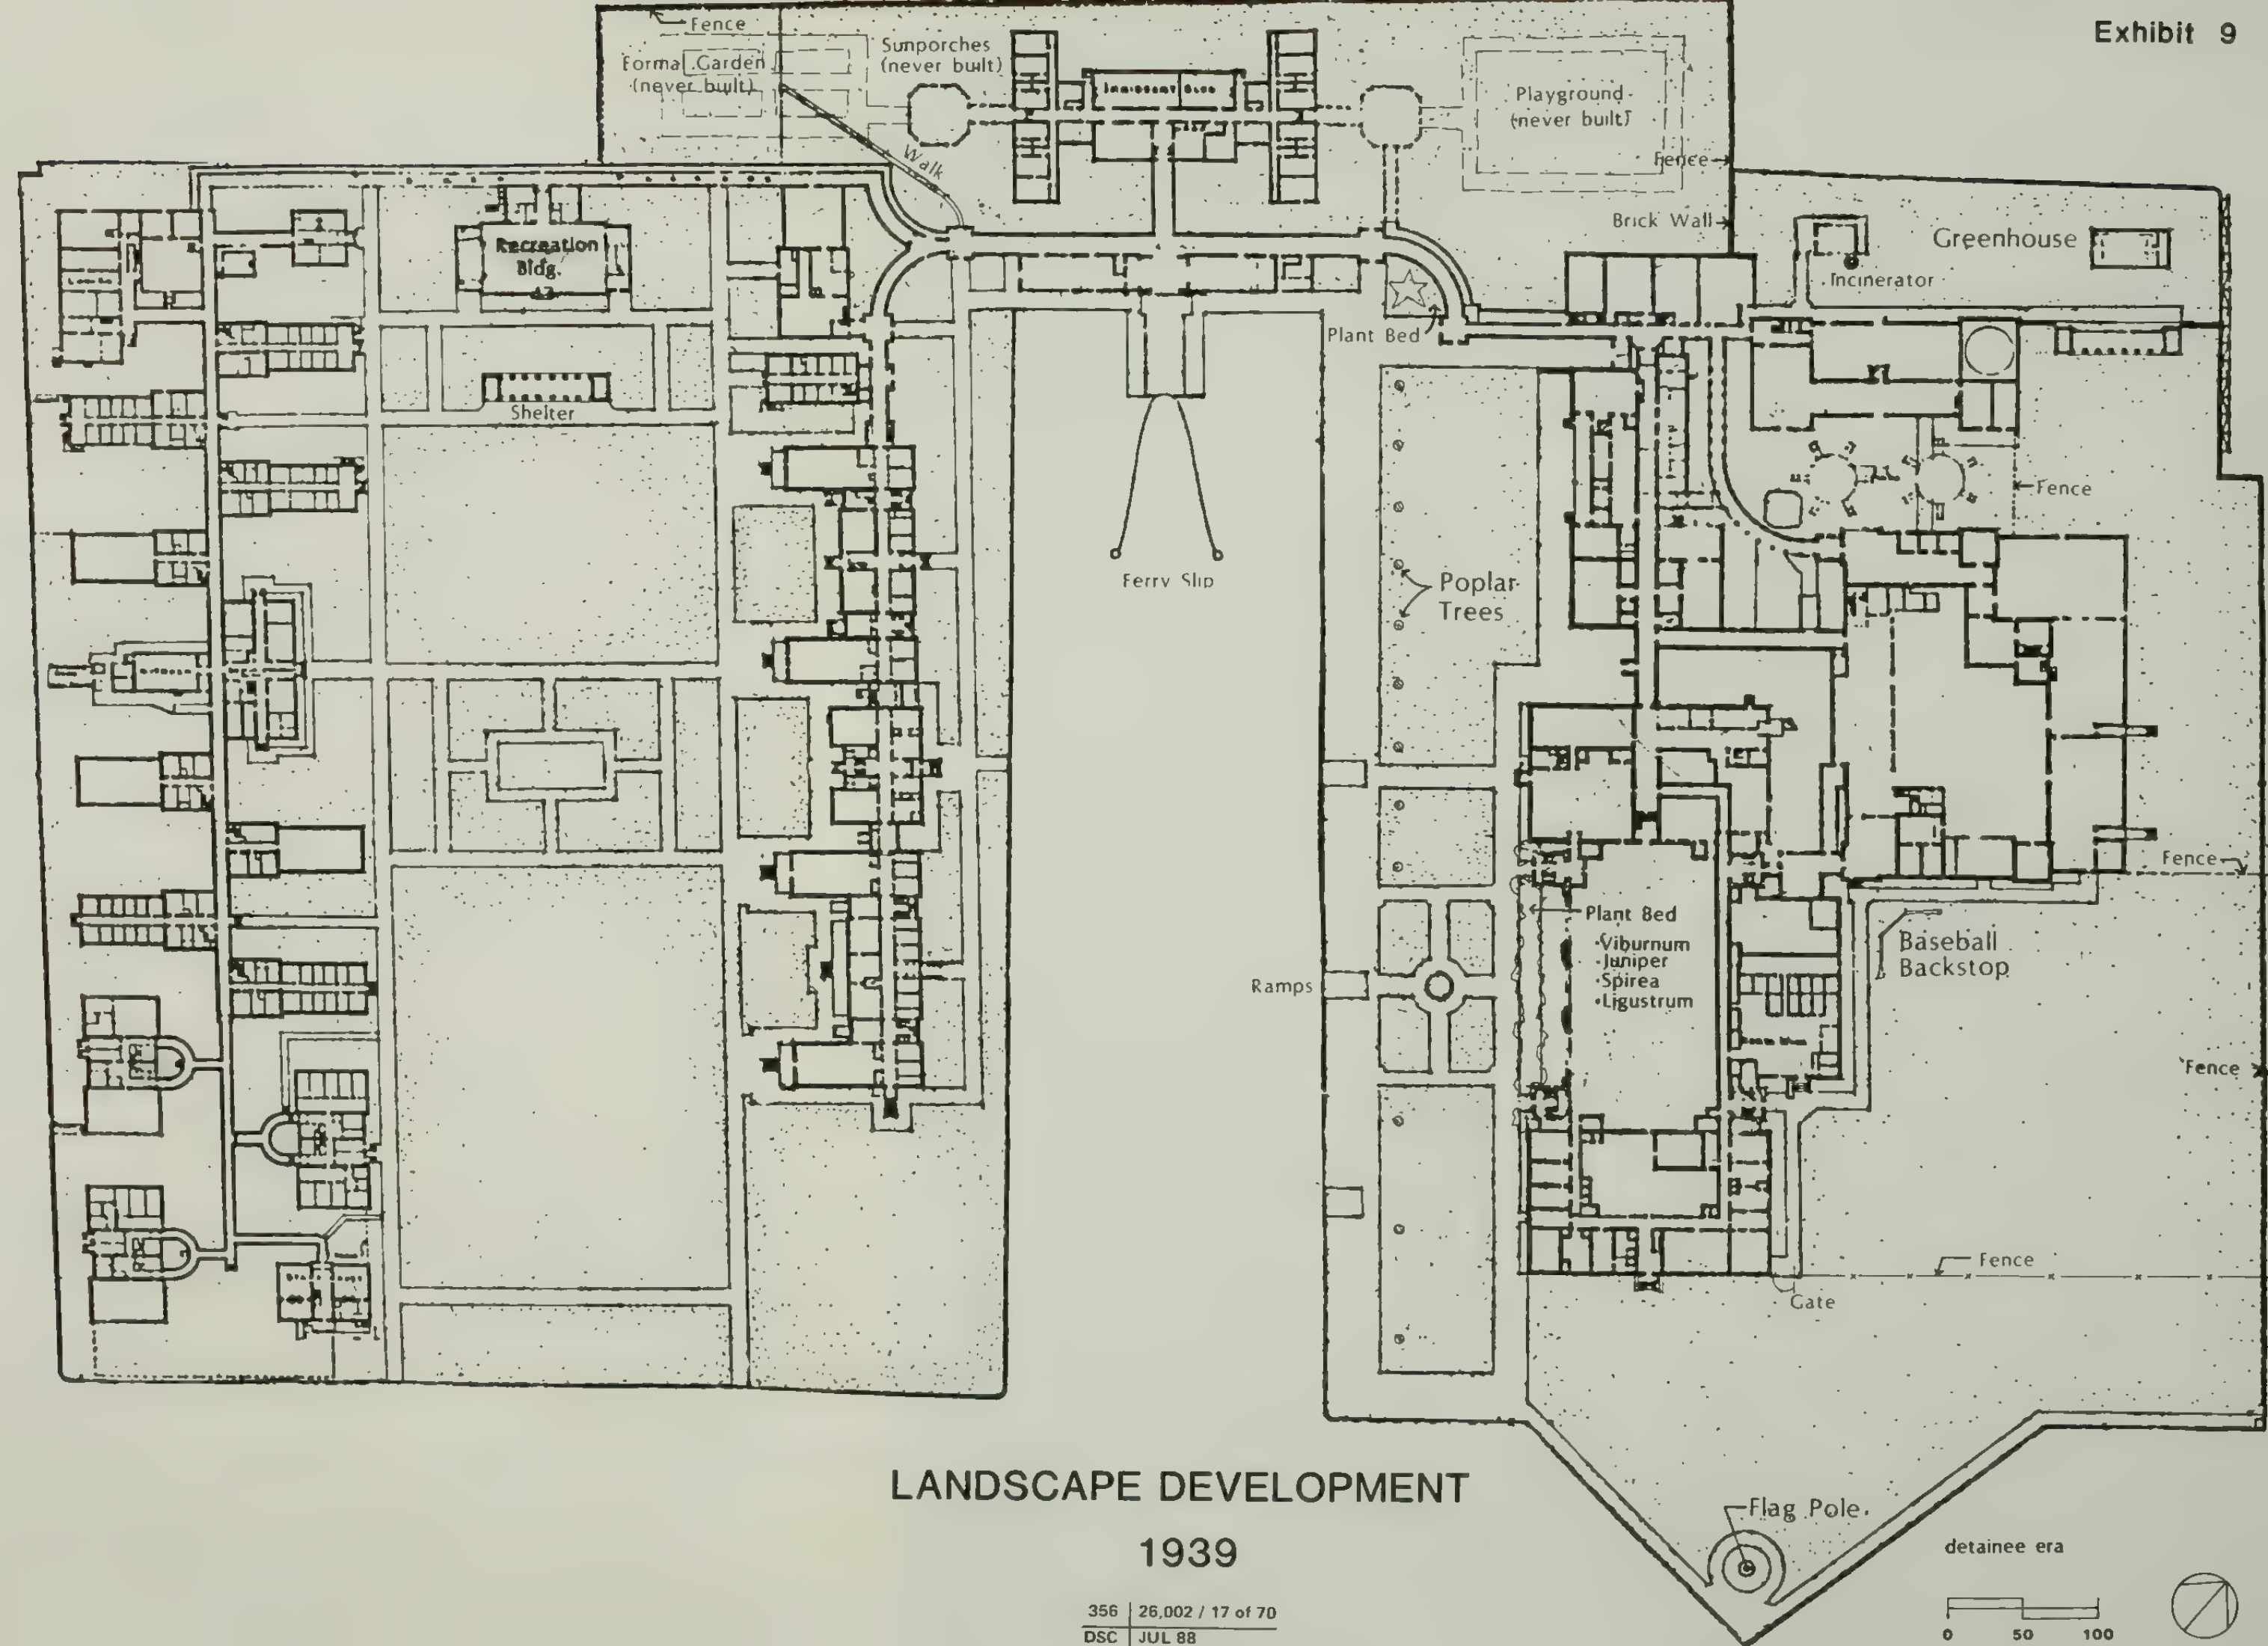 Exhibit 9
Fence
Formal Garden
(never built)
Sunporches
(never built)
Immigrant Bldg
Playground
(never built)
Fence
Walk
Brick Wall
Greenhouse
Incinerator
Recreation
Bldg.
Shelter
Plant Bed
Ferry Slip
Poplar
Trees
Fence
Fence
Plant Bed
•Viburnum
•Juniper
•Spirea
•Ligustrum
Baseball
Backstop
Ramps
Fence
Fence
Gate
LANDSCAPE DEVELOPMENT
1939
Flag Pole
detainee era
356 26,002 / 17 of 70
DSC JUL 88
0 50 100